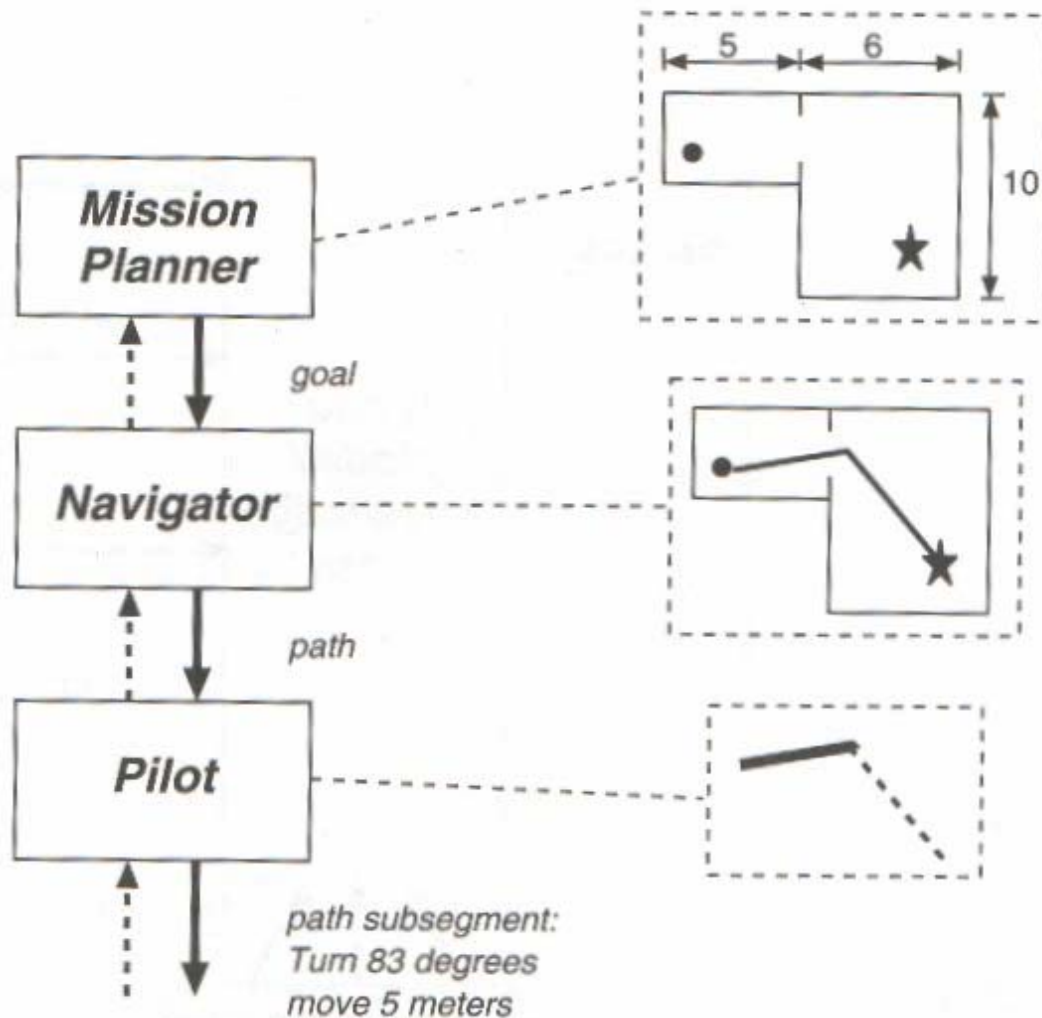 5
6
10
Mission
Planner
goal
Navigator
path
Pilot
path subsegment:
Turn 83 degrees
move 5 meters